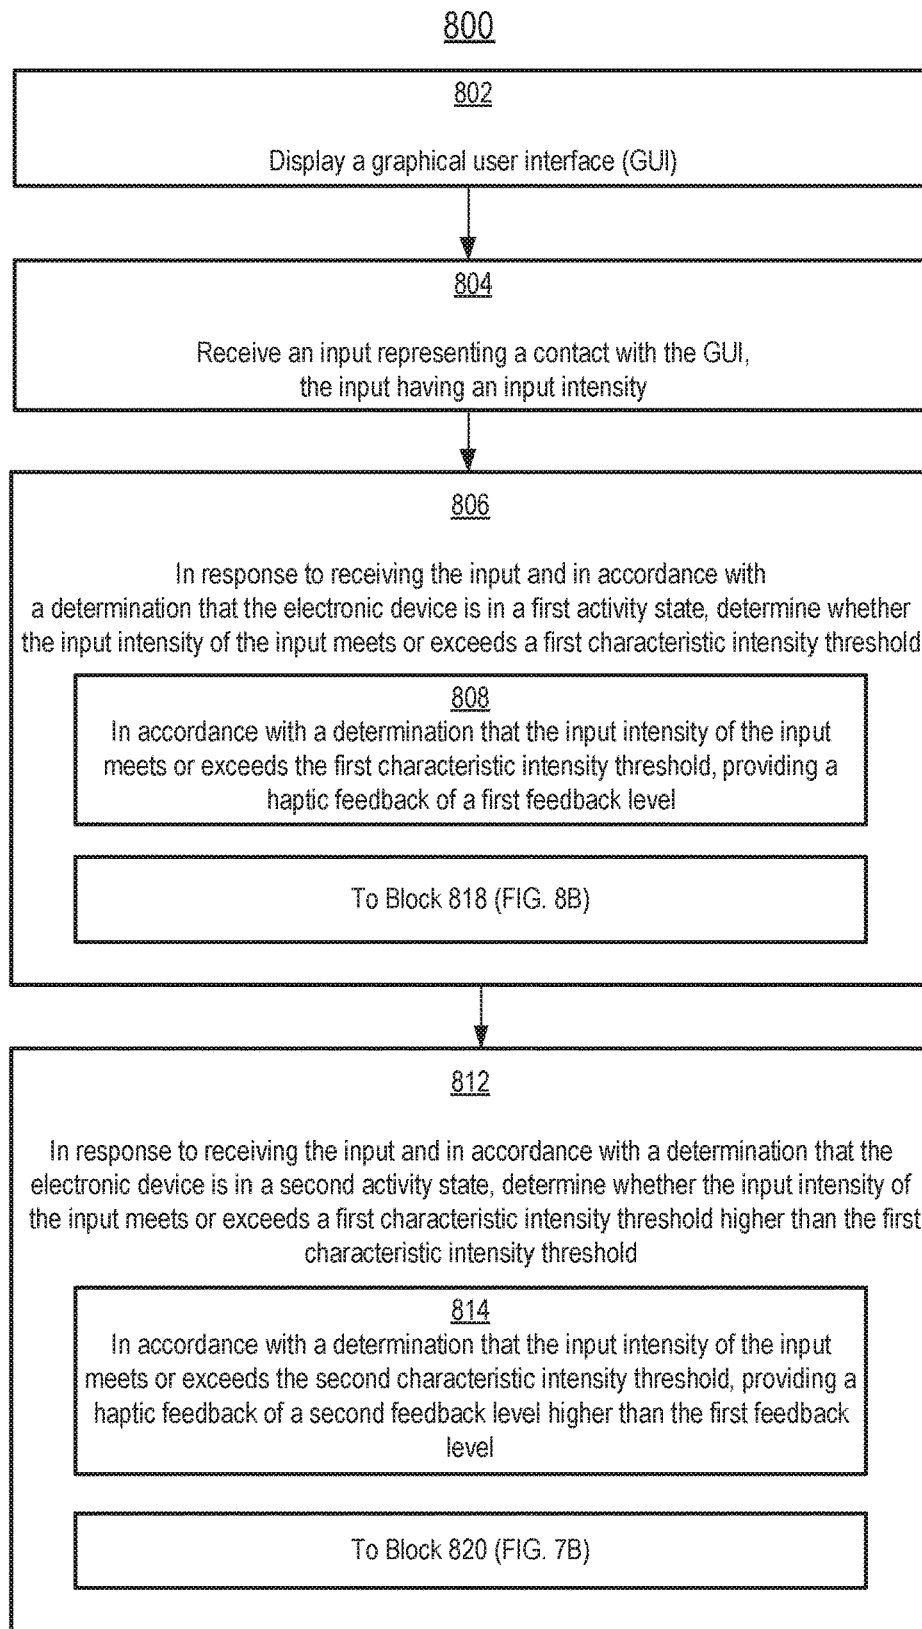 800
802
Display a graphical user interface (GUI)
804
Receive an input representing a contact with the GUI,
the input having an input intensity
806
In response to receiving the input and in accordance with
a determination that the electronic device is in a first activity state, determine whether
the input intensity of the input meets or exceeds a first characteristic intensity threshold
808
In accordance with a determination that the input intensity of the input
meets or exceeds the first characteristic intensity threshold, providing a
haptic feedback of a first feedback level
To Block 818 (FIG. 8B)
812
In response to receiving the input and in accordance with a determination that the
electronic device is in a second activity state, determine whether the input intensity of
the input meets or exceeds a first characteristic intensity threshold higher than the first
characteristic intensity threshold
814
In accordance with a determination that the input intensity of the input
meets or exceeds the second characteristic intensity threshold, providing a
haptic feedback of a second feedback level higher than the first feedback
level
To Block 820 (FIG. 7B)